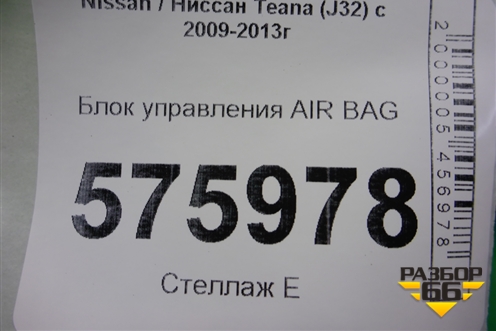 Nissan / Ниссан Teana (J32) с
2009-2013г
Блок управления AIR BAG
575978
Стеллаж Е
2000005456978
РАЗБОР
66